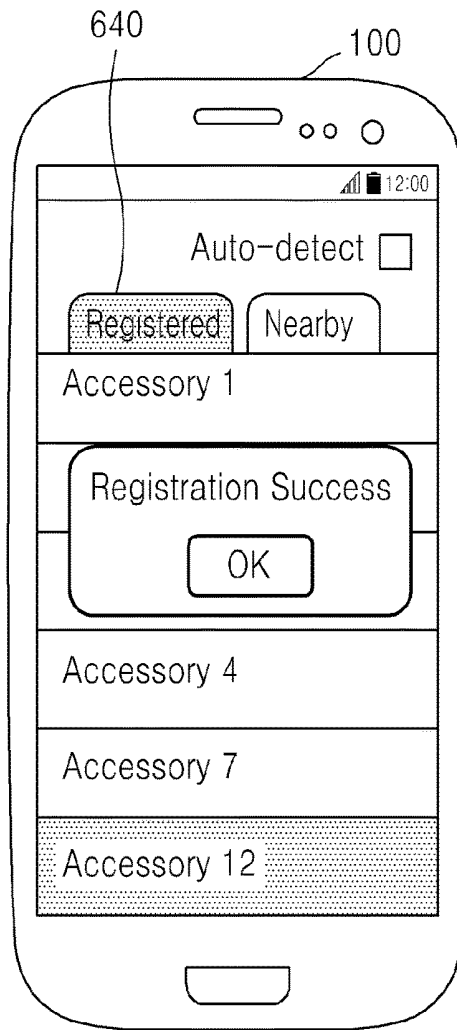 640
100
12:00
Auto-detect
Registered Nearby
Accessory 1
Registration Success
OK
Accessory 4
Accessory 7
Accessory 12